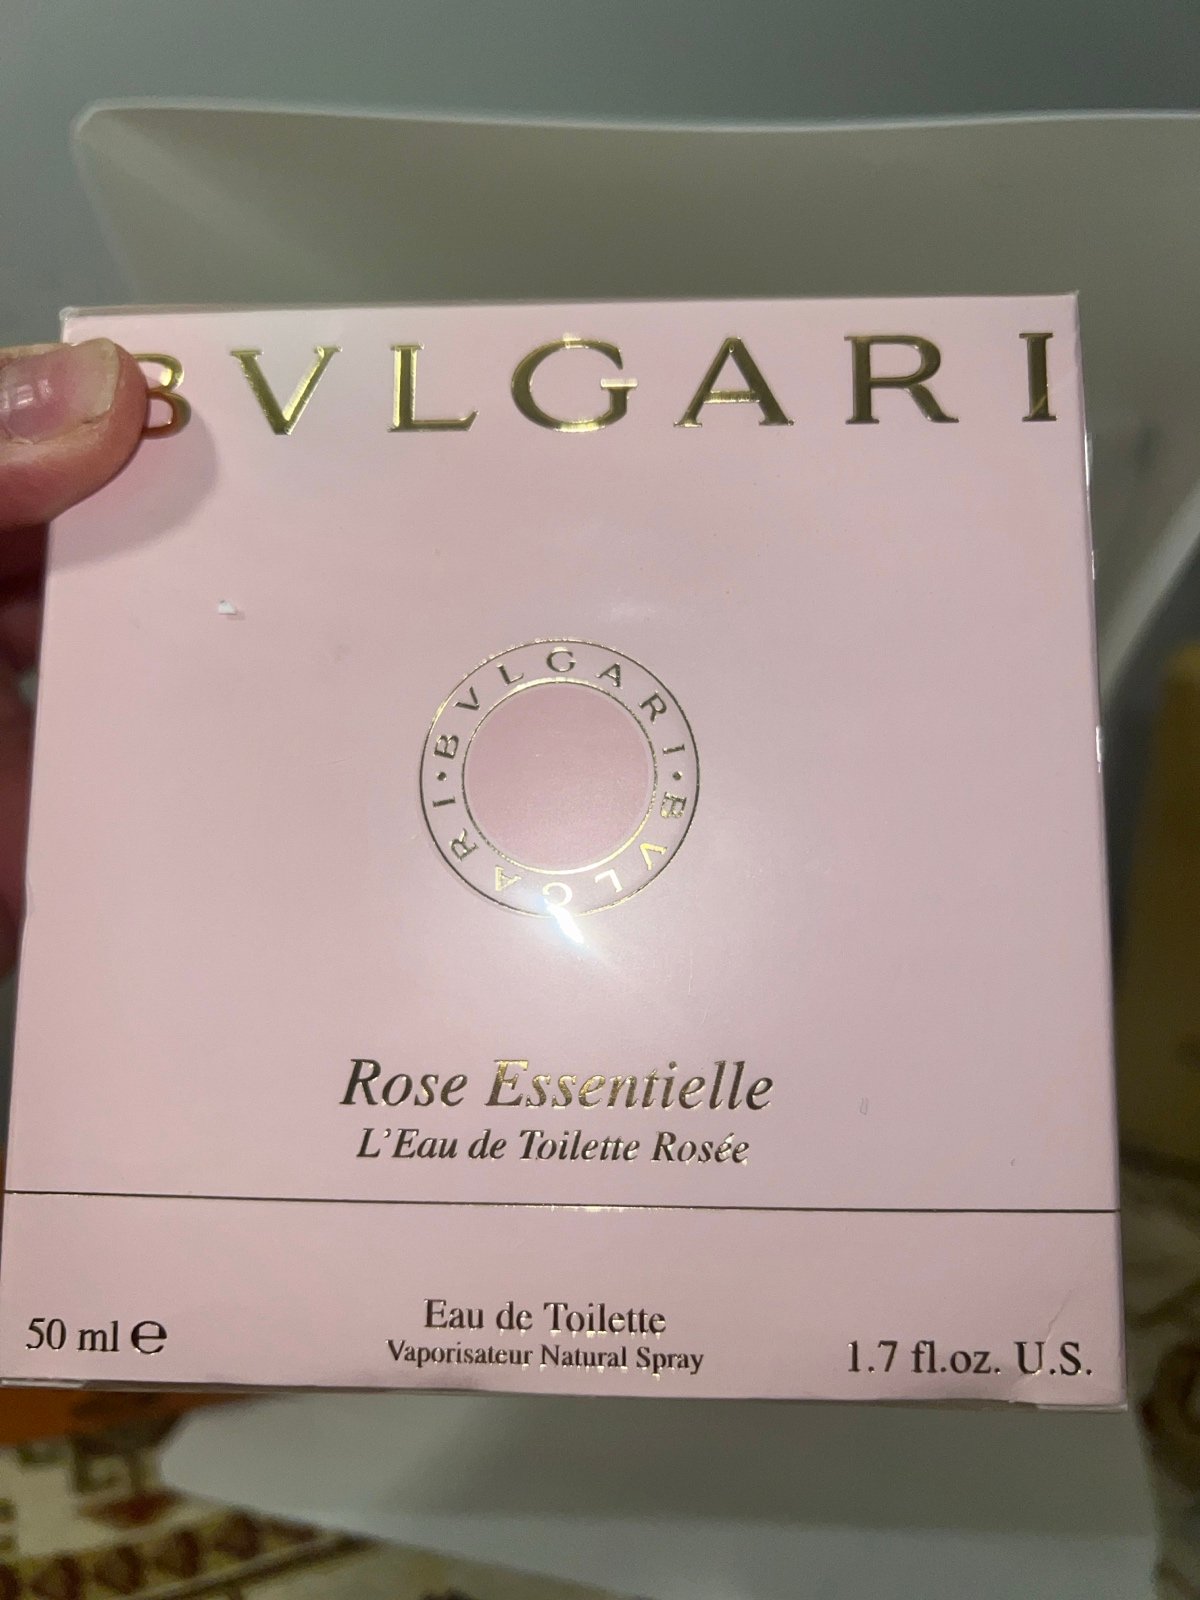 BVLGARI
BVLGARI · BVLGARI ·
Rose Essentielle
L'Eau de Toilette Rosée
50 ml ℮
Eau de Toilette
Vaporisateur Natural Spray
1.7 fl.oz. U.S.